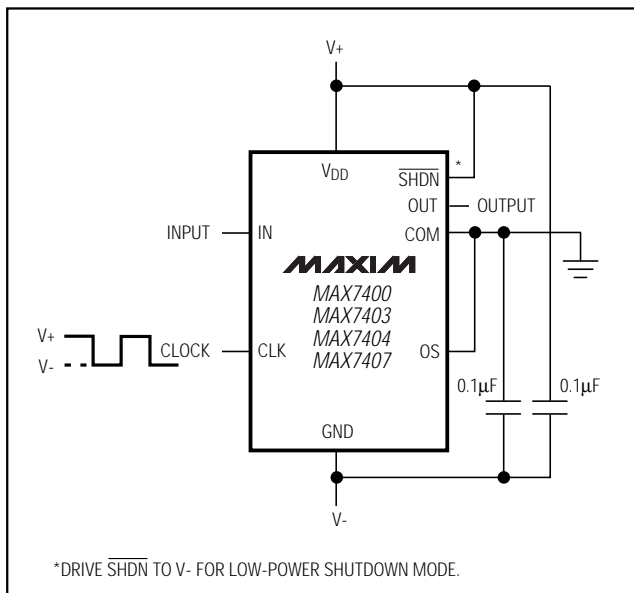 V+
VDD
SHDN
*
OUT
OUTPUT
INPUT
IN
COM
MAXIM
MAX7400
MAX7403
MAX7404
MAX7407
V+
V-
CLOCK
CLK
OS
0.1µF
0.1µF
GND
V-
*DRIVE SHDN TO V- FOR LOW-POWER SHUTDOWN MODE.